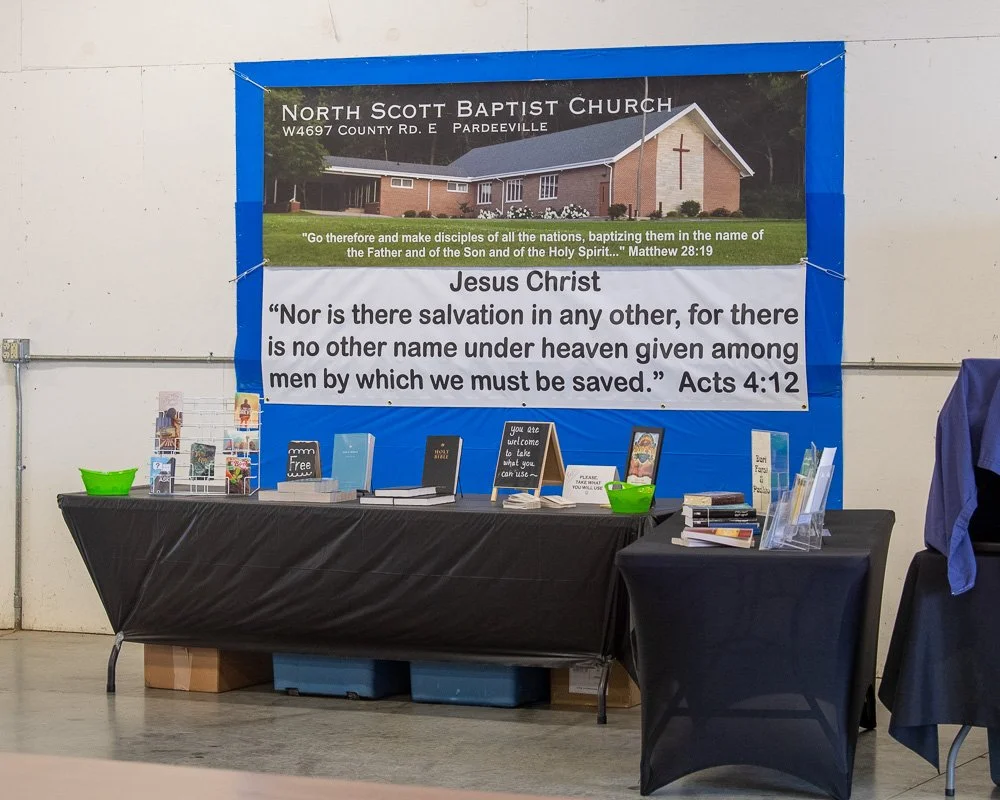 NORTH SCOTT BAPTIST CHURCH
W4697 COUNTY RD. E PARDEEVILLE
"Go therefore and make disciples of all the nations, baptizing them in the name of
the Father and of the Son and of the Holy Spirit..." Matthew 28:19
Jesus Christ
“Nor is there salvation in any other, for there
is no other name under heaven given among
men by which we must be saved.” Acts 4:12
Free
HOLY
BIBLE
you are
welcome to
take
what you
can use~
PLEASE,
TAKE WHAT
YOU WILL USE